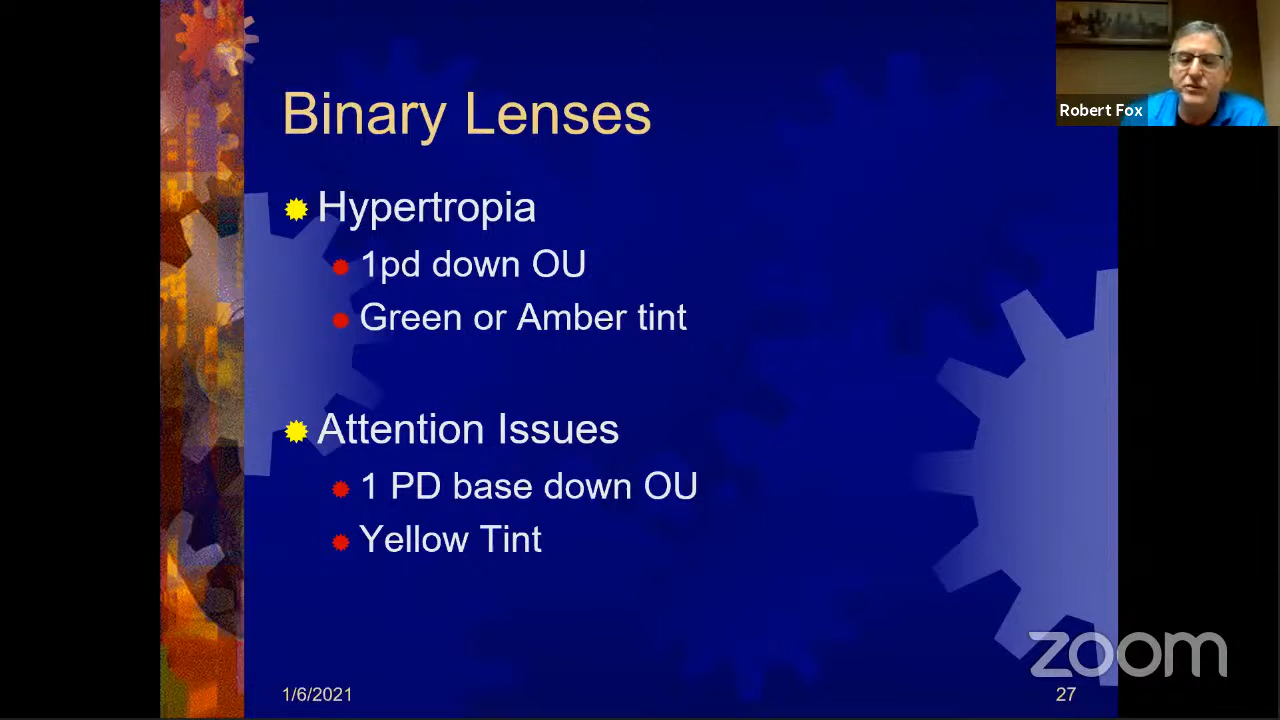 Binary Lenses
Robert Fox
Hypertropia
1pd down OU
Green or Amber tint
Attention Issues
1 PD base down OU
Yellow Tint
zoom
1/6/2021
27